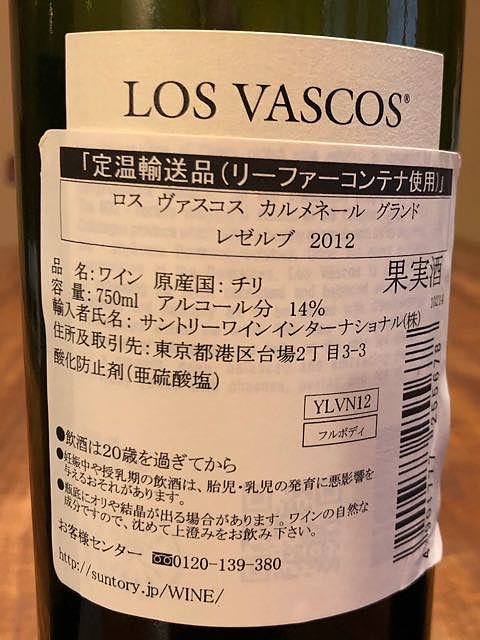 LOS VASCOS®
「定温輸送品(リーファーコンテナ使用)」
ロス ヴァスコス カルメネール グランド
レゼルブ 2012
果実酒
品 名:ワイン 原産国:チリ
容 量:750ml アルコール分 14%
輸入者氏名: サントリーワインインターナショナル(株)
住所及取引先:東京都港区台場2丁目3-3
酸化防止剤(亜硫酸塩)
YLVN12
フルボディ
●飲酒は20歳を過ぎてから
●妊娠中や授乳期の飲酒は、胎児・乳児の発育に悪影響を
与えるおそれがあります。
●瓶底にオリや結晶が出る場合があります。ワインの自然な
成分ですので、沈めて上澄みをお飲み下さい。
お客様センター 0120-139-380
http://suntory.jp/WINE/